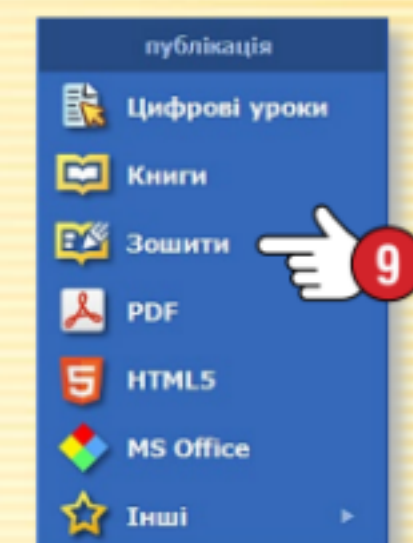 публікація
Цифрові уроки
Книги
Зошити
9
PDF
HTML5
MS Office
Інші